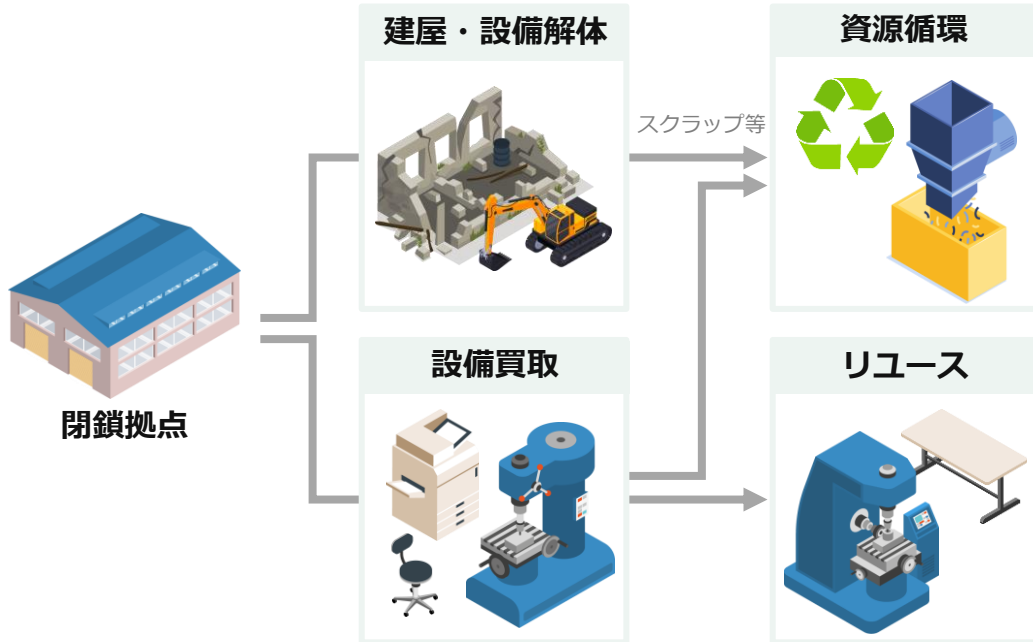 建屋・設備解体
資源循環
スクラップ等
閉鎖拠点
設備買取
リユース